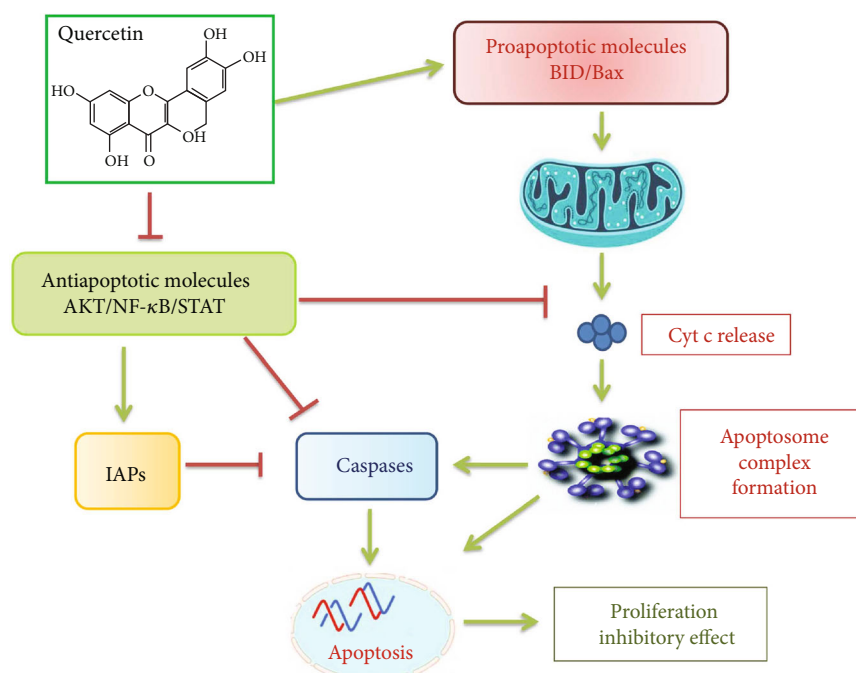 Quercetin
OH
OH
OH
HO
O
OH
OH
O
Proapoptotic molecules
BID/Bax
Antiapoptotic molecules
AKT/NF-κB/STAT
Cyt c release
IAPs
Caspases
Apoptosome
complex
formation
Apoptosis
Proliferation
inhibitory effect